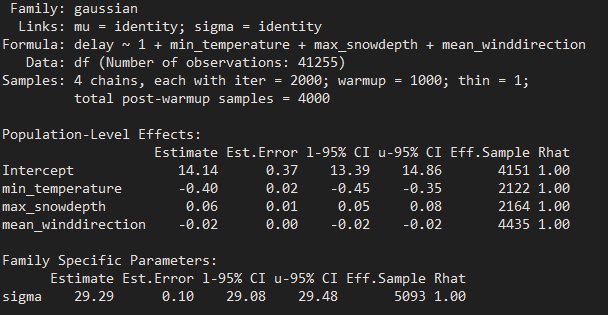 Family: gaussian
Links: mu = identity; sigma = identity
Formula: delay ~ 1 + min_temperature + max_snowdepth + mean_winddirection
Data: df (Number of observations: 41255)
Samples: 4 chains, each with iter = 2000; warmup = 1000; thin = 1;
total post-warmup samples = 4000

Population-Level Effects:
Estimate Est.Error l-95% CI u-95% CI Eff.Sample Rhat
Intercept 14.14 0.37 13.39 14.86 4151 1.00
min_temperature -0.40 0.02 -0.45 -0.35 2122 1.00
max_snowdepth 0.06 0.01 0.05 0.08 2164 1.00
mean_winddirection -0.02 0.00 -0.02 -0.02 4435 1.00

Family Specific Parameters:
Estimate Est.Error l-95% CI u-95% CI Eff.Sample Rhat
sigma 29.29 0.10 29.08 29.48 5093 1.00